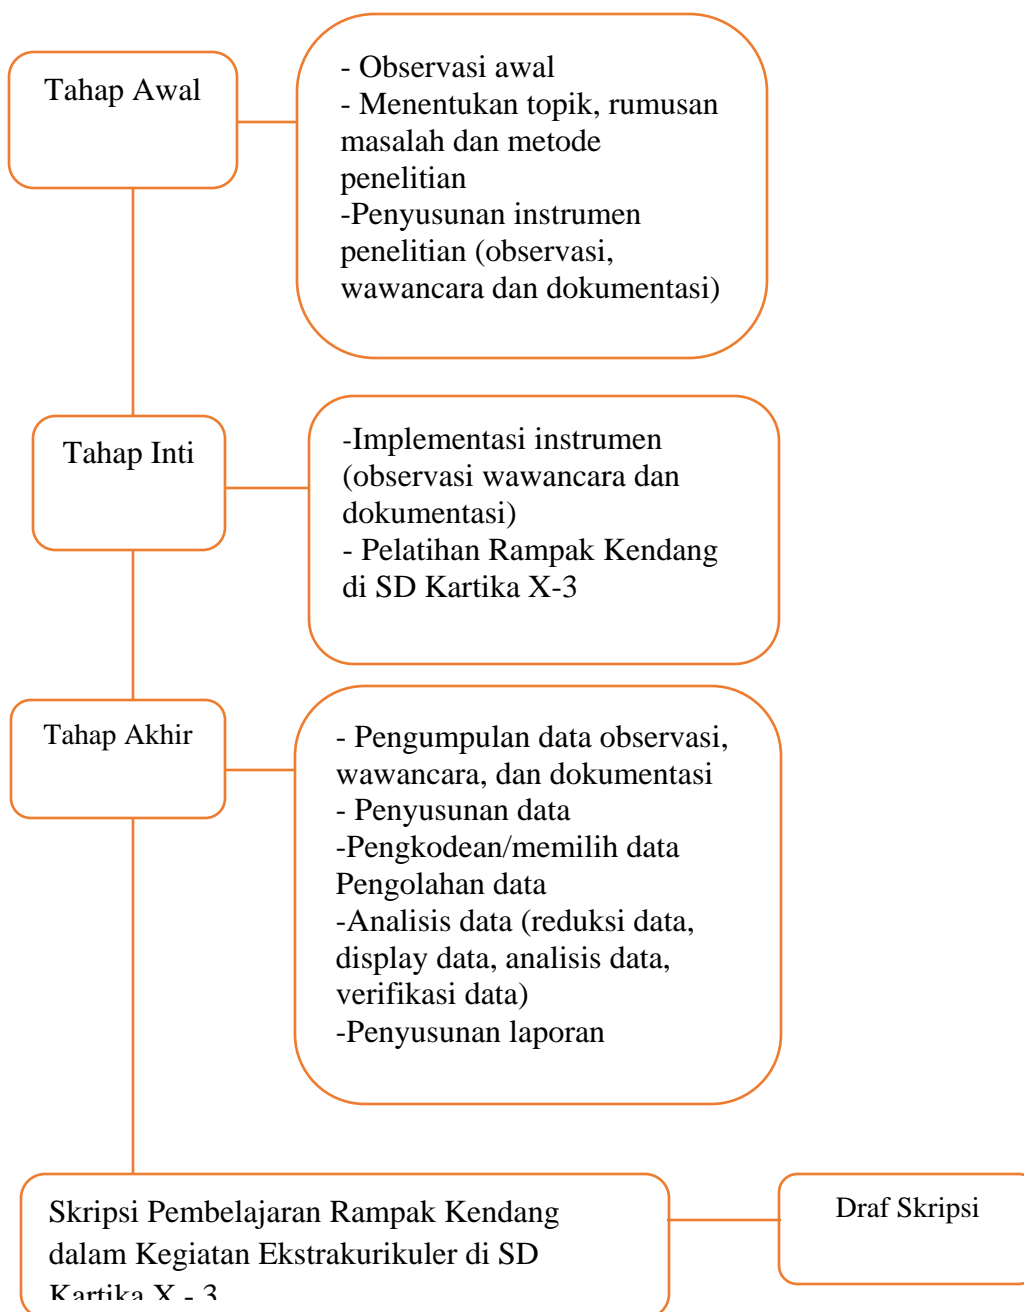 Tahap Awal
- Observasi awal
- Menentukan topik, rumusan
masalah dan metode
penelitian
-Penyusunan instrumen
penelitian (observasi,
wawancara dan dokumentasi)
Tahap Inti
-Implementasi instrumen
(observasi wawancara dan
dokumentasi)
- Pelatihan Rampak Kendang
di SD Kartika X-3
Tahap Akhir
- Pengumpulan data observasi,
wawancara, dan dokumentasi
- Penyusunan data
-Pengkodean/memilih data
Pengolahan data
-Analisis data (reduksi data,
display data, analisis data,
verifikasi data)
-Penyusunan laporan
Skripsi Pembelajaran Rampak Kendang
dalam Kegiatan Ekstrakurikuler di SD
Kartika X - 3
Draf Skripsi